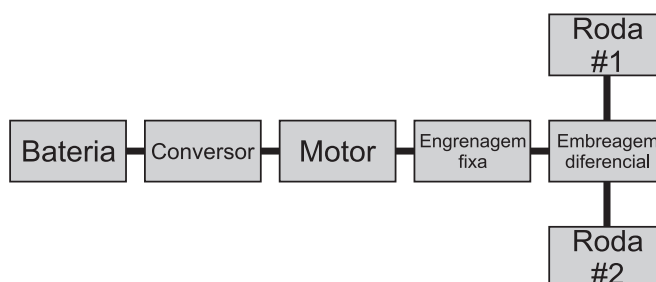 Roda
#1
Bateria
Conversor
Motor
Engrenagem
fixa
Embreagem
diferencial
Roda
#2